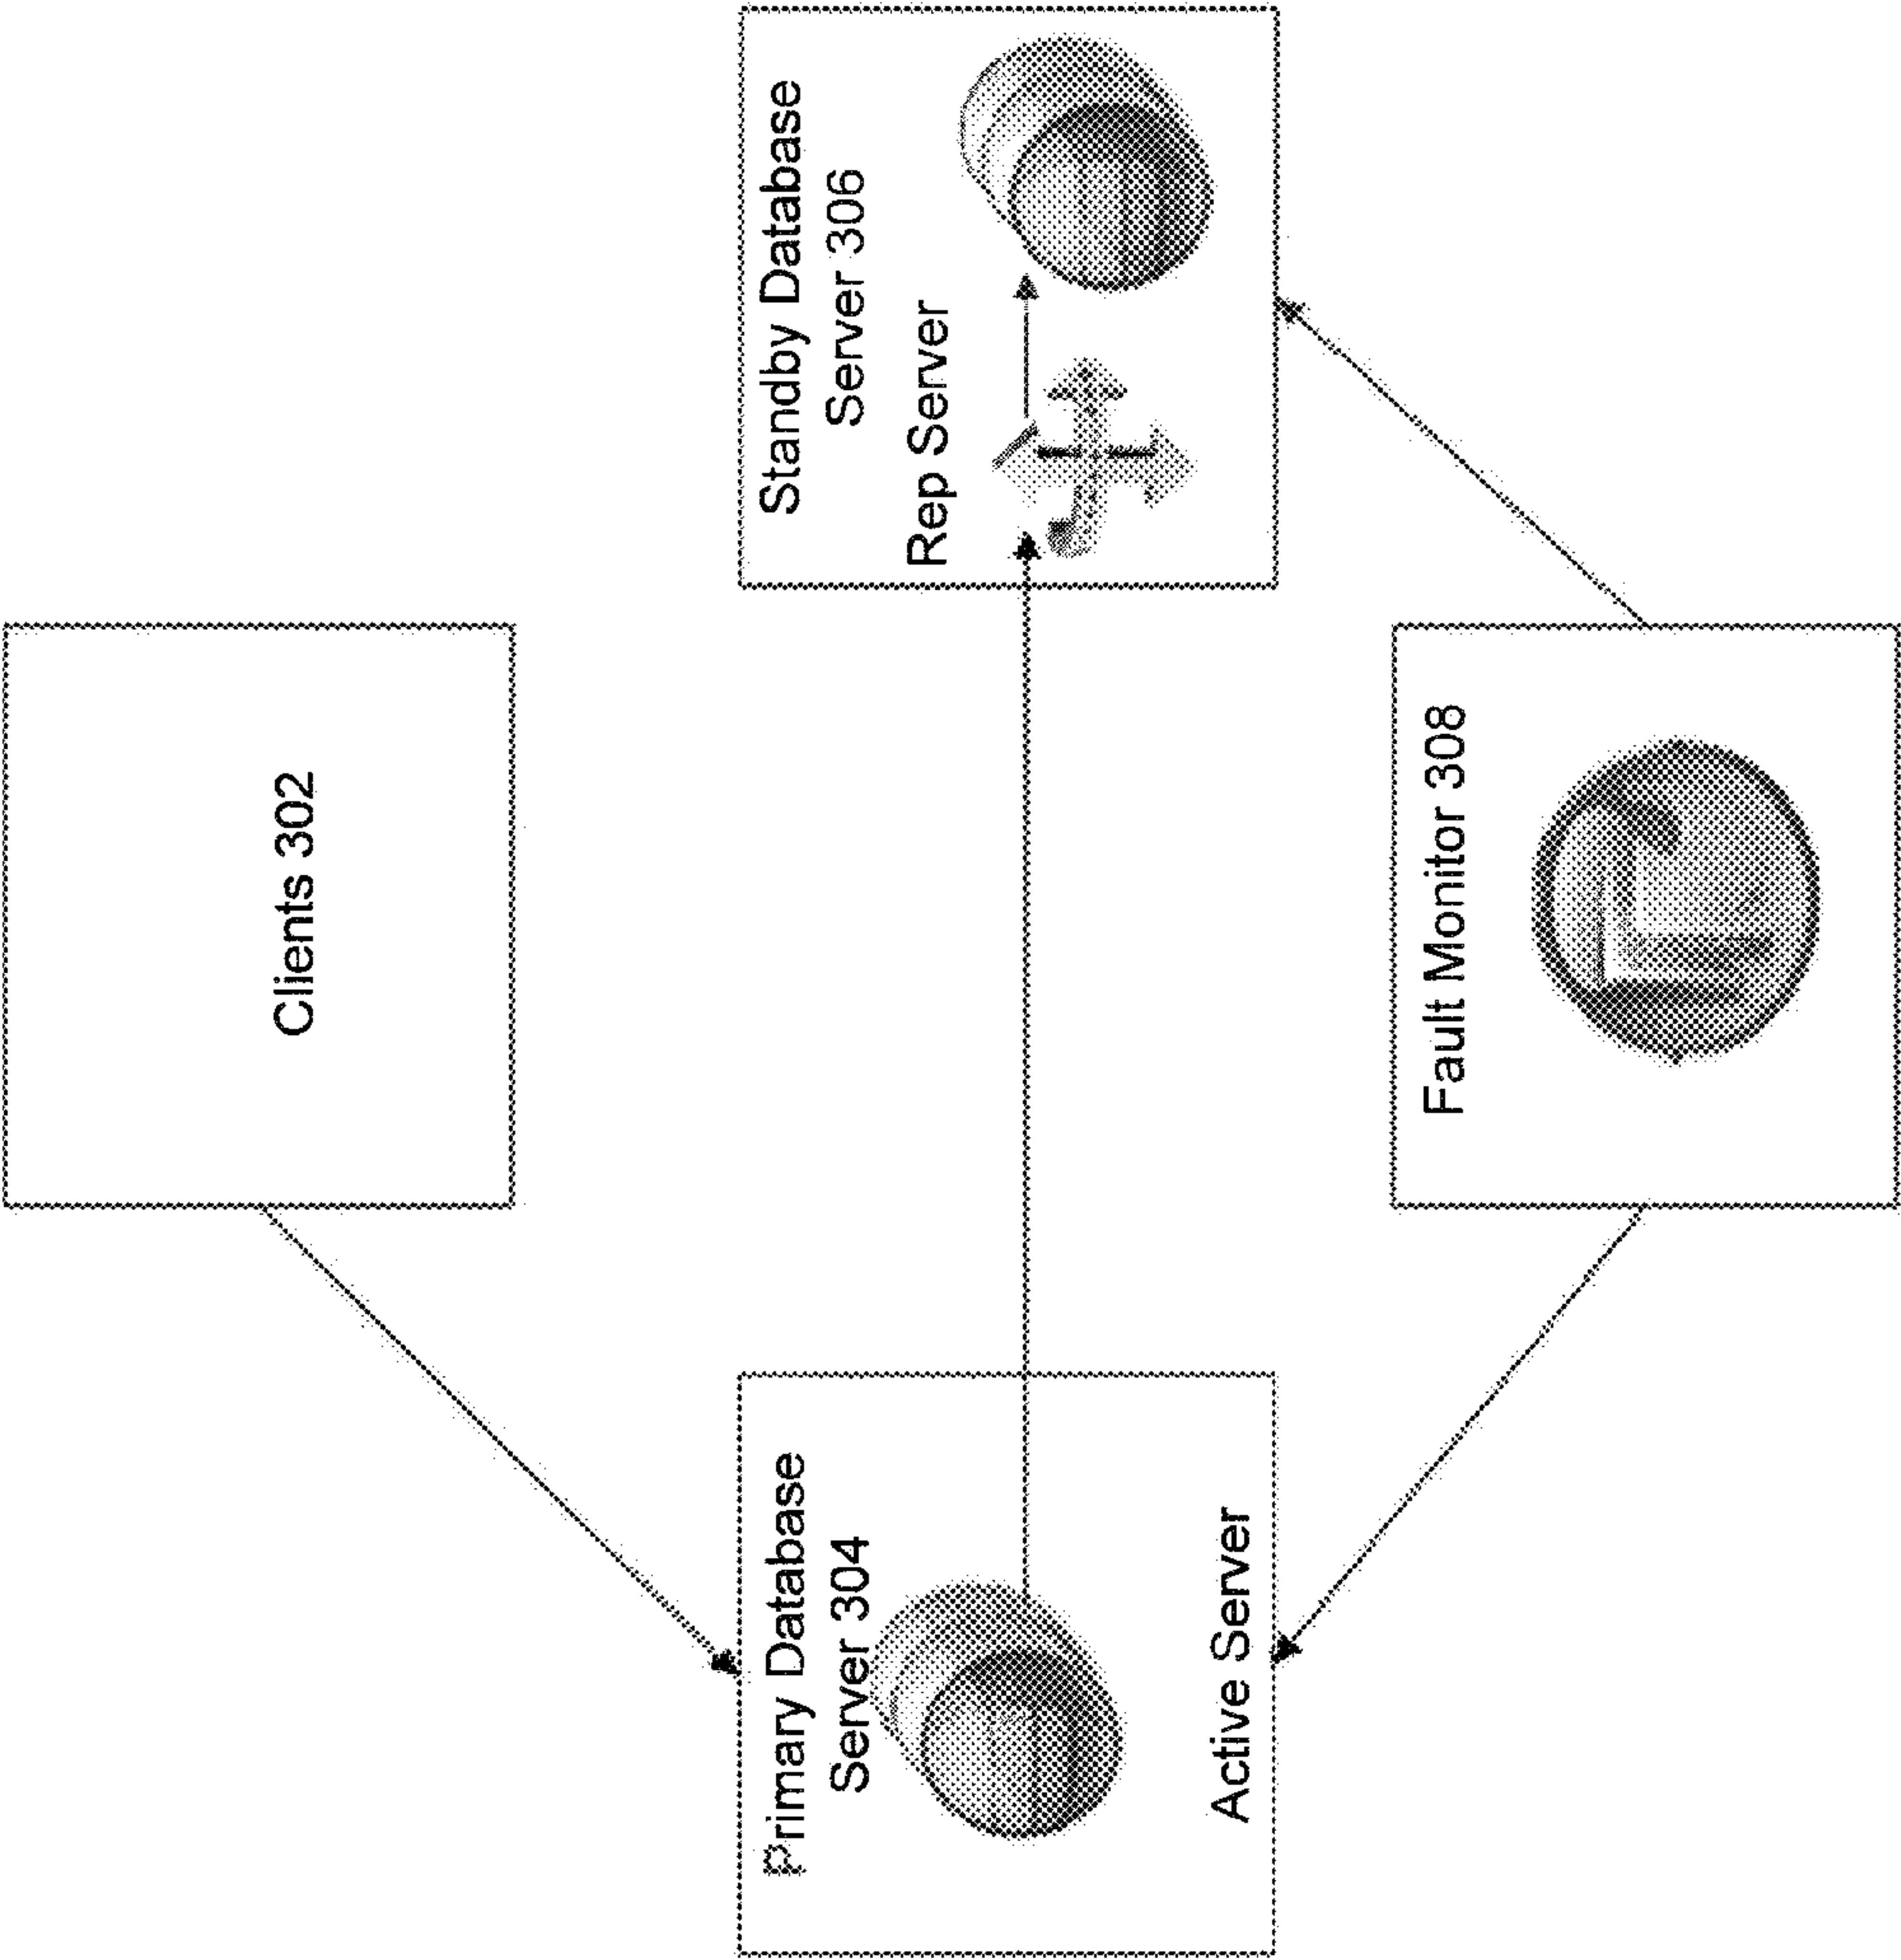 Clients 302
Primary Database
Server 304
Active Server
Standby Database
Server 306
Rep Server
Fault Monitor 308